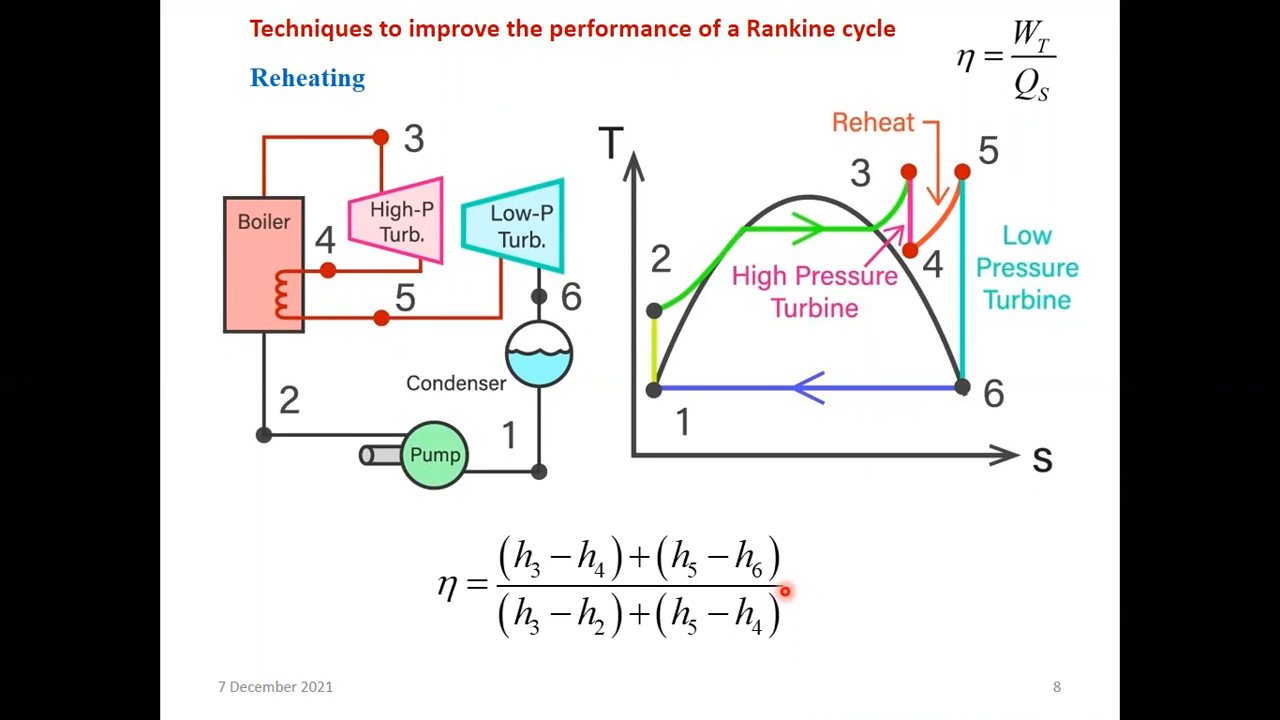 Techniques to improve the performance of a Rankine cycle
η = W_T / Q_S
Reheating
3
Boiler
High-P
Turb.
Low-P
Turb.
4
5
6
Condenser
2
1
Pump
T
Reheat
3
5
2
4
High Pressure
Turbine
Low
Pressure
Turbine
1
6
s
η = ((h₃ − h₄) + (h₅ − h₆)) / ((h₃ − h₂) + (h₅ − h₄))
7 December 2021
8